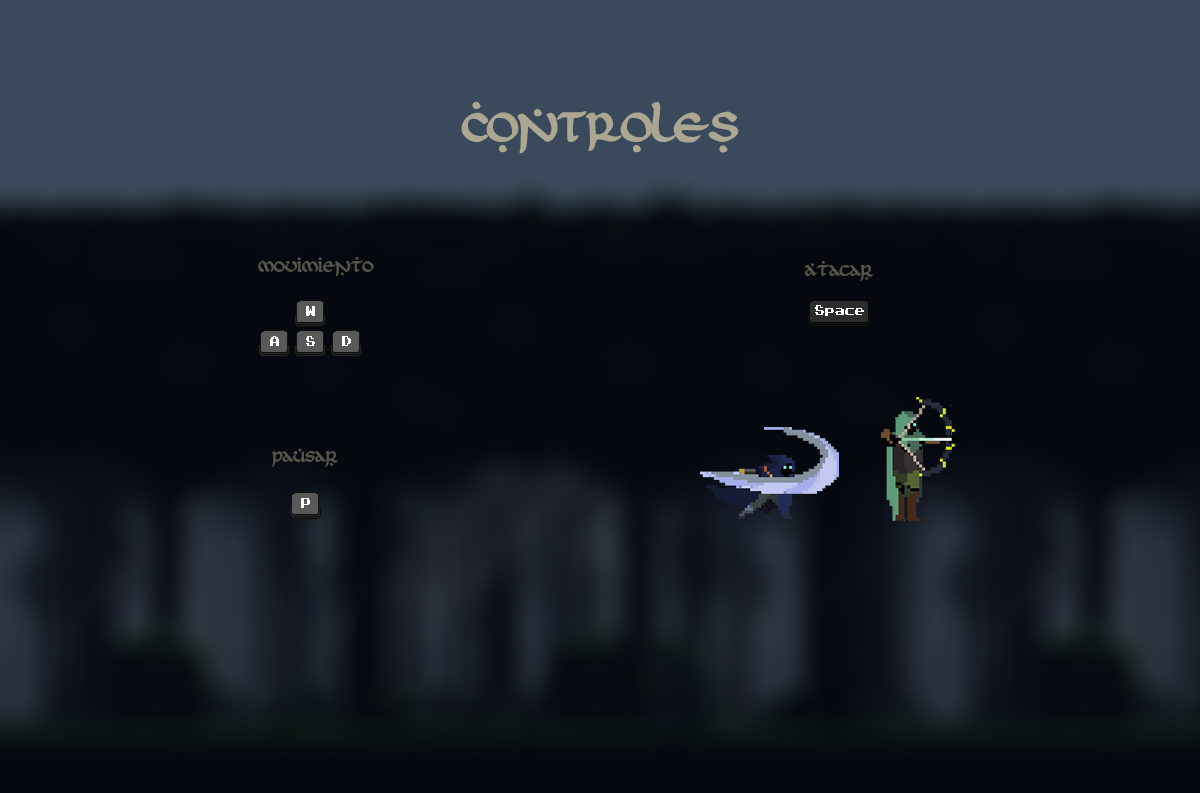 CONTROLES
movimiento
W
A S D
atacar
Space
pausar
P